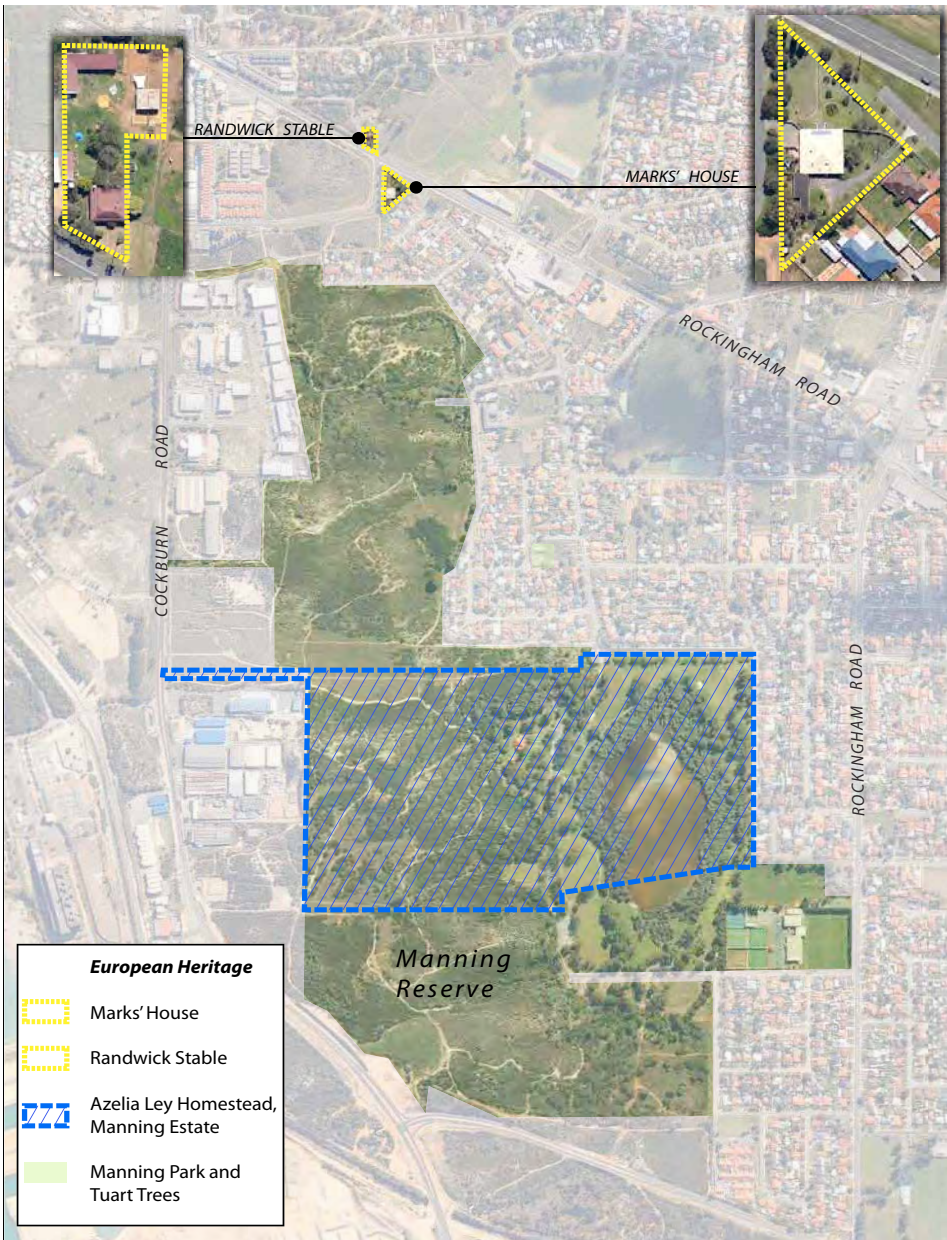 RANDWICK STABLE
MARKS' HOUSE
ROCKINGHAM ROAD
COCKBURN ROAD
ROCKINGHAM ROAD
Manning
Reserve
European Heritage
Marks' House
Randwick Stable
Azelia Ley Homestead,
Manning Estate
Manning Park and
Tuart Trees